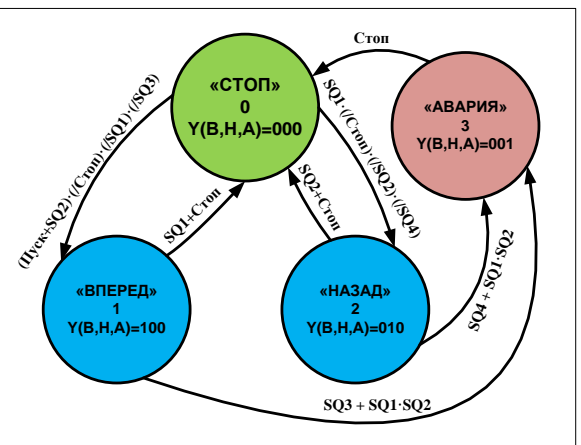 Стоп
«СТОП»
0
Y(В,Н,А)=000
«АВАРИЯ»
3
Y(В,Н,А)=001
(Пуск+SQ2)·(/Стоп)·(/SQ1)·(/SQ3)
SQ1·(/Стоп)·(/SQ2)·(/SQ4)
SQ1+Стоп
SQ2+Стоп
«ВПЕРЕД»
1
Y(В,Н,А)=100
«НАЗАД»
2
Y(В,Н,А)=010
SQ4 + SQ1·SQ2
SQ3 + SQ1·SQ2